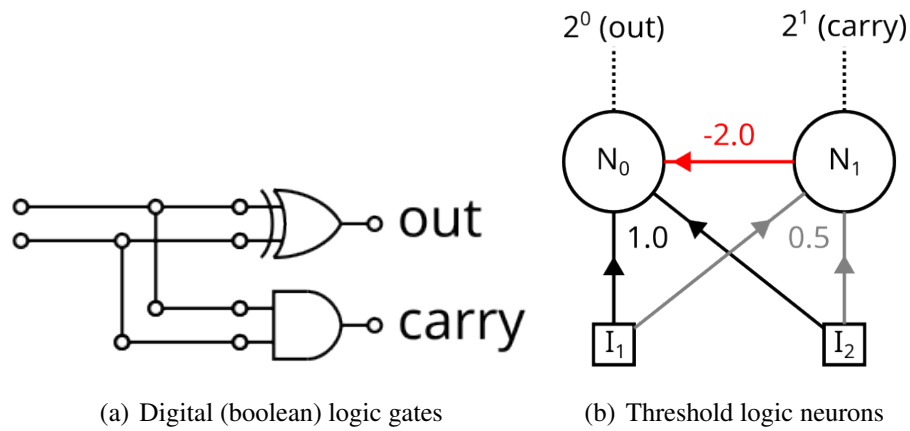 out
carry
(a) Digital (boolean) logic gates
2⁰ (out)
2¹ (carry)
-2.0
N₀
N₁
1.0
0.5
I₁
I₂
(b) Threshold logic neurons